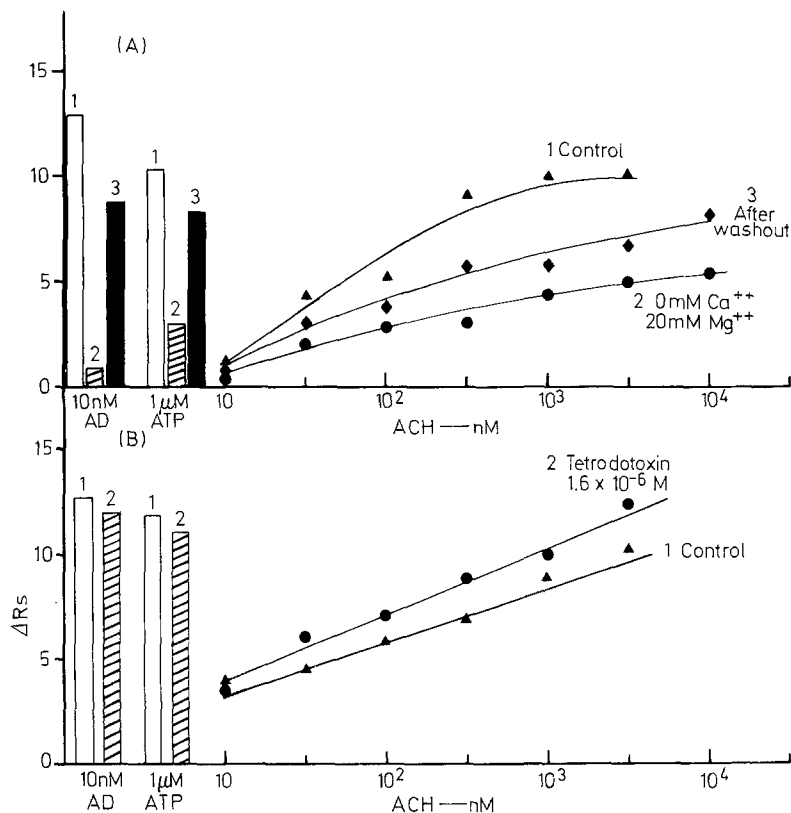 (A)
15
10
5
0
1
2
3
1
2
3
1 Control
3
After
washout
2 0mM Ca⁺⁺
20mM Mg⁺⁺
10nM
AD
1μM
ATP
10
10²
10³
10⁴
ACH—nM
(B)
15
10
5
0
ΔRs
1
2
1
2
2 Tetrodotoxin
1.6 x 10⁻⁶ M
1 Control
10nM
AD
1μM
ATP
10
10²
10³
10⁴
ACH—nM